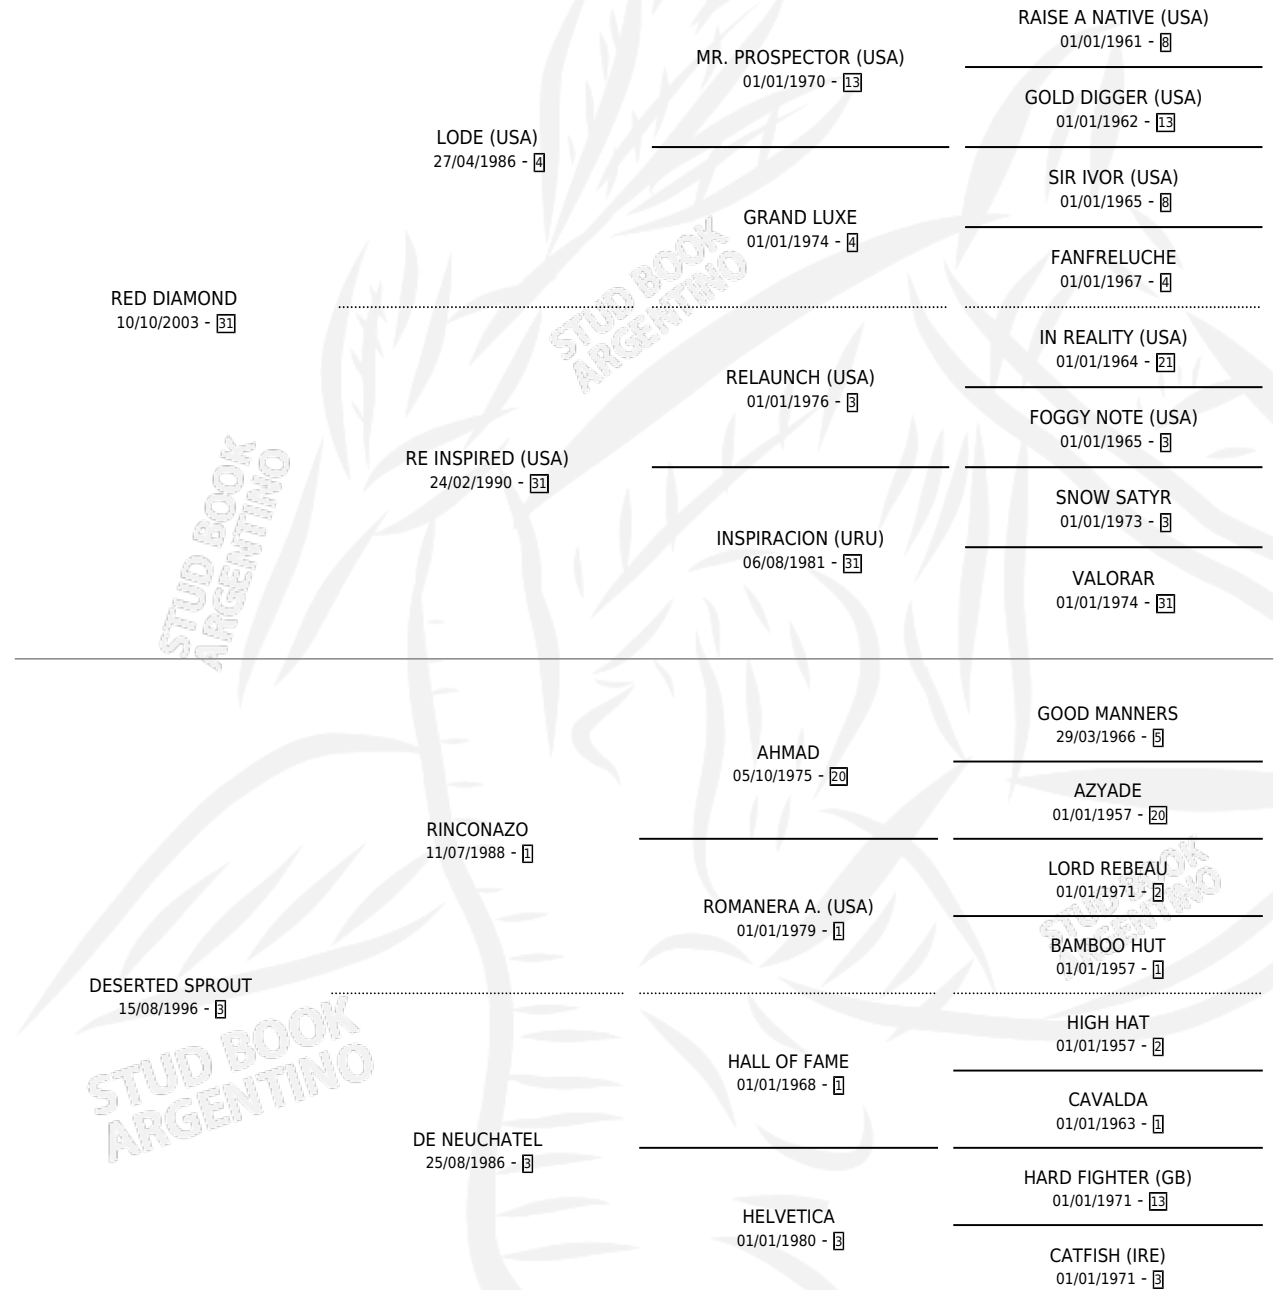 RAISE A NATIVE (USA)
01/01/1961 - 8
MR. PROSPECTOR (USA)
01/01/1970 - 13
GOLD DIGGER (USA)
01/01/1962 - 13
LODE (USA)
27/04/1986 - 4
SIR IVOR (USA)
01/01/1965 - 8
GRAND LUXE
01/01/1974 - 4
FANFRELUCHE
01/01/1967 - 4
RED DIAMOND
10/10/2003 - 31
STUD BOOK
ARGENTINO
IN REALITY (USA)
01/01/1964 - 21
RELAUNCH (USA)
01/01/1976 - 3
FOGGY NOTE (USA)
01/01/1965 - 3
RE INSPIRED (USA)
24/02/1990 - 31
SNOW SATYR
01/01/1973 - 3
INSPIRACION (URU)
06/08/1981 - 31
VALORAR
01/01/1974 - 31
STUD BOOK
ARGENTINO
GOOD MANNERS
29/03/1966 - 5
AHMAD
05/10/1975 - 20
AZYADE
01/01/1957 - 20
RINCONAZO
11/07/1988 - 1
LORD REBEAU
01/01/1971 - 2
ROMANERA A. (USA)
01/01/1979 - 1
BAMBOO HUT
01/01/1957 - 1
STUD BOOK
ARGENTINO
DESERTED SPROUT
15/08/1996 - 3
HIGH HAT
01/01/1957 - 2
HALL OF FAME
01/01/1968 - 1
CAVALDA
01/01/1963 - 1
STUD BOOK
ARGENTINO
DE NEUCHATEL
25/08/1986 - 3
HARD FIGHTER (GB)
01/01/1971 - 13
HELVETICA
01/01/1980 - 3
CATFISH (IRE)
01/01/1971 - 3